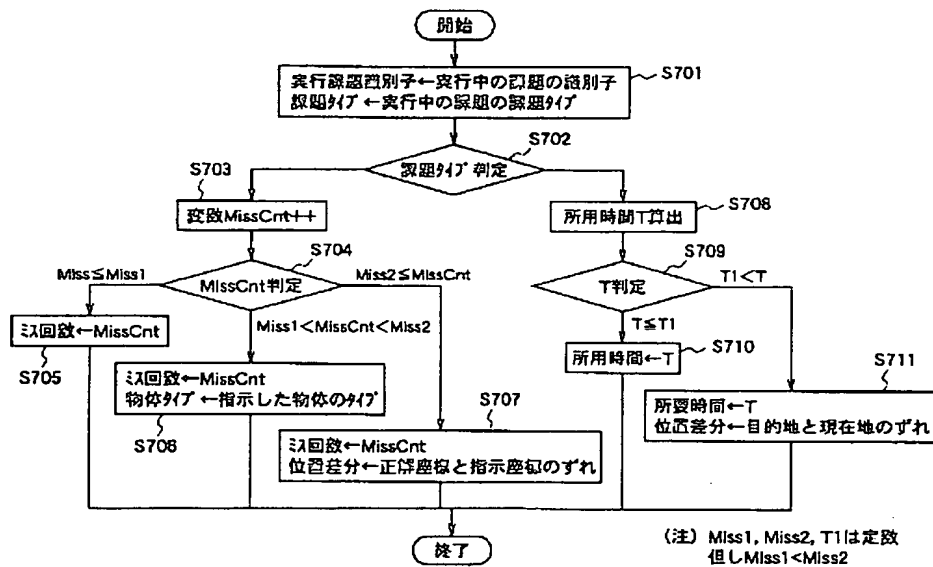 開始
S701
実行課題識別子←実行中の課題の識別子
課題タイプ←実行中の課題の課題タイプ
S702
課題タイプ判定
S703
変数MissCnt++
S708
所用時間T算出
S704
MissCnt判定
Miss≦Miss1
Miss2≦MissCnt
Miss1<MissCnt<Miss2
S709
T判定
T1<T
T≦T1
S705
ミス回数←MissCnt
S710
所用時間←T
S706
ミス回数←MissCnt
物体タイプ←指示した物体のタイプ
S707
ミス回数←MissCnt
位置差分←正解座標と指示座標のずれ
S711
所要時間←T
位置差分←目的地と現在地のずれ
終了
(注) Miss1, Miss2, T1は定数
但しMiss1<Miss2